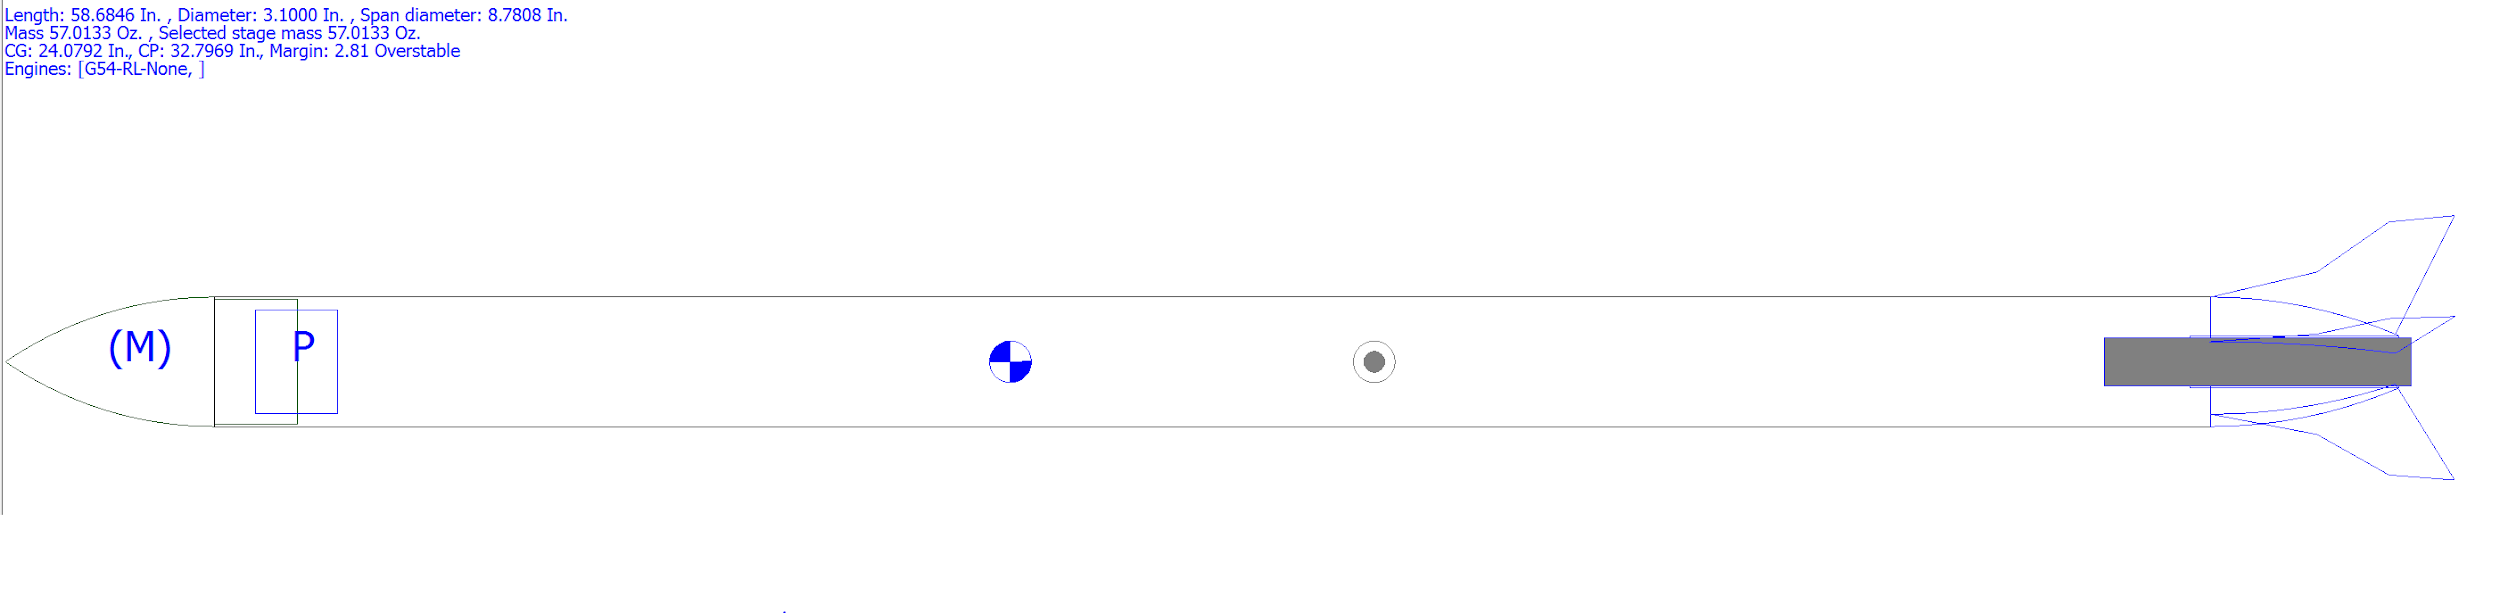 Length: 58.6846 In. , Diameter: 3.1000 In. , Span diameter: 8.7808 In.
Mass 57.0133 Oz. , Selected stage mass 57.0133 Oz.
CG: 24.0792 In., CP: 32.7969 In., Margin: 2.81 Overstable
Engines: [G54-RL-None, ]
(M) P